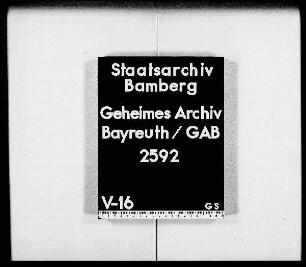 Staatsarchiv
Bamberg
Geheimes Archiv
Bayreuth / GAB
2592
V-16 GS